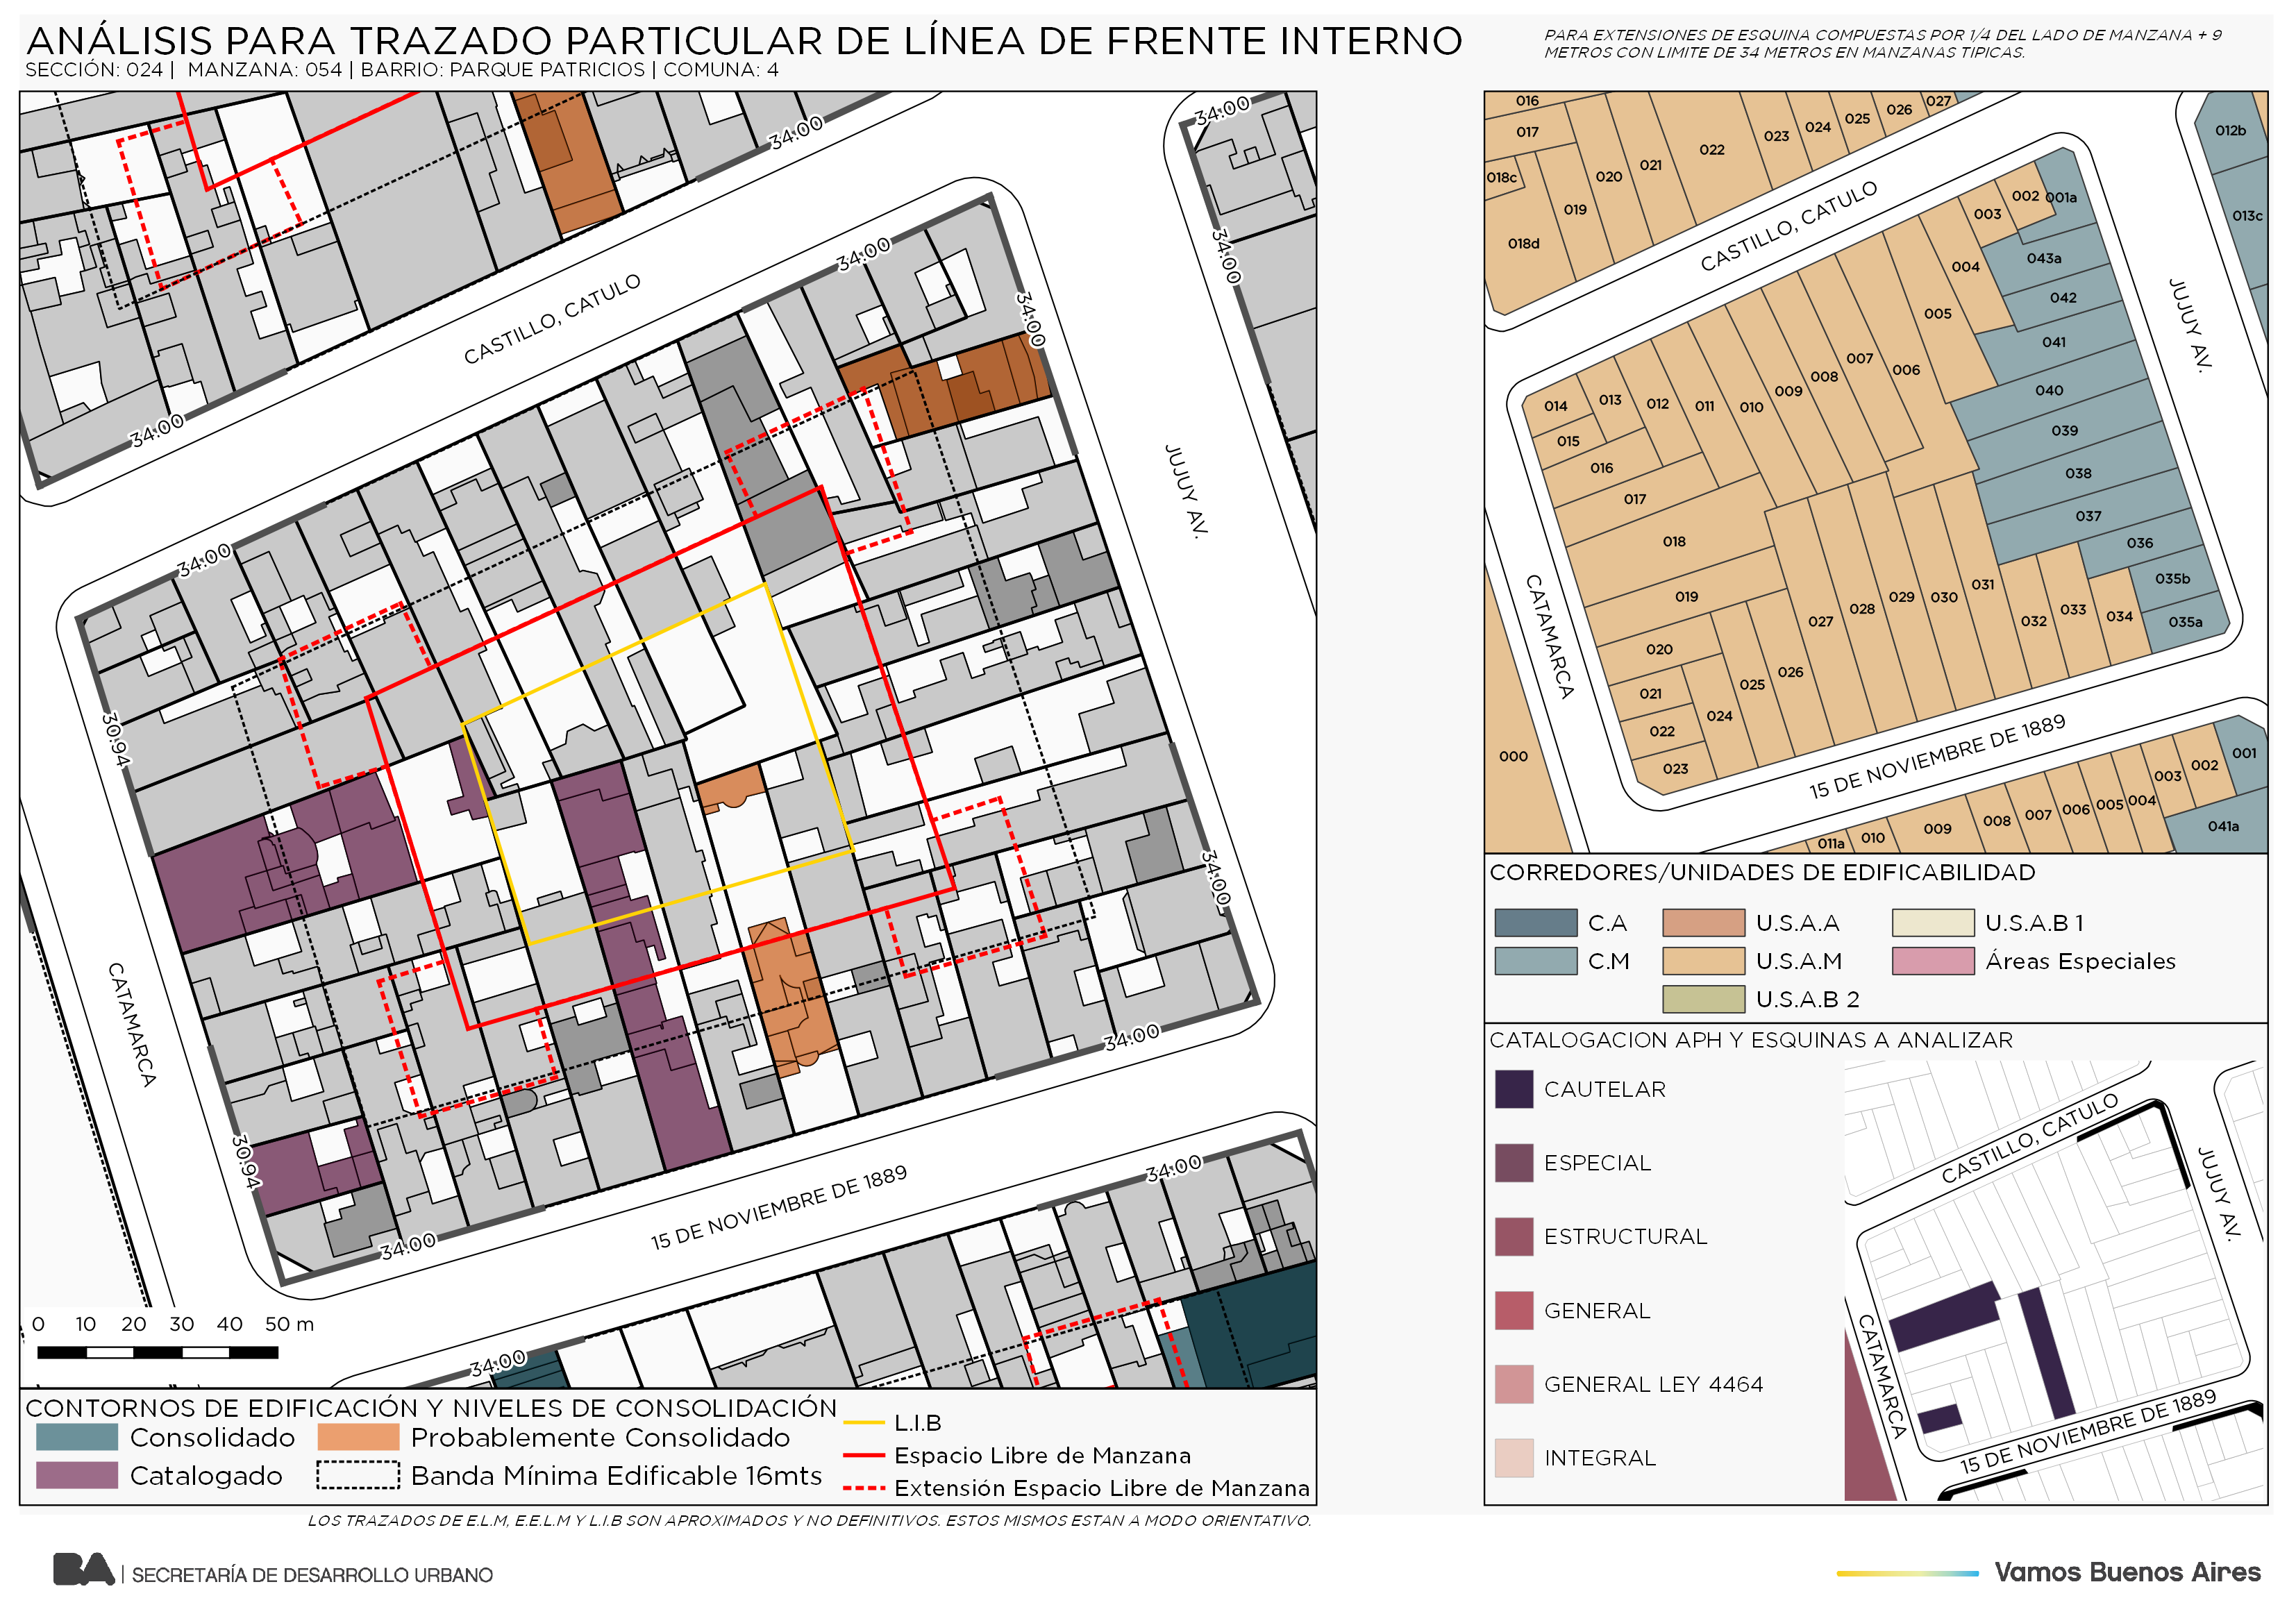 ANÁLISIS PARA TRAZADO PARTICULAR DE LÍNEA DE FRENTE INTERNO
SECCIÓN: 024 | MANZANA: 054 | BARRIO: PARQUE PATRICIOS | COMUNA: 4
PARA EXTENSIONES DE ESQUINA COMPUESTAS POR 1/4 DEL LADO DE MANZANA + 9
METROS CON LIMITE DE 34 METROS EN MANZANAS TIPICAS.
34.00
34.00
34.00
34.00
34.00
34.00
CASTILLO, CATULO
34.00
34.00
JUJUY AV.
30.94
CATAMARCA
34.00
34.00
30.94
34.00
15 DE NOVIEMBRE DE 1889
34.00
34.00
0 10 20 30 40 50 m
CONTORNOS DE EDIFICACIÓN Y NIVELES DE CONSOLIDACIÓN
Consolidado
Probablemente Consolidado
Catalogado
Banda Mínima Edificable 16mts
L.I.B
Espacio Libre de Manzana
Extensión Espacio Libre de Manzana
LOS TRAZADOS DE E.L.M, E.E.L.M Y L.I.B SON APROXIMADOS Y NO DEFINITIVOS. ESTOS MISMOS ESTAN A MODO ORIENTATIVO.
016
017
018c
018d
019
020
021
022
023
024
025
026
027
012b
013c
CASTILLO, CATULO
JUJUY AV.
CATAMARCA
15 DE NOVIEMBRE DE 1889
001a
002
003
004
005
006
007
008
009
010
011
012
013
014
015
016
017
018
019
020
021
022
023
024
025
026
027
028
029
030
031
032
033
034
035a
035b
036
037
038
039
040
041
042
043a
000
011a
010
009
008
007
006
005
004
003
002
001
041a
CORREDORES/UNIDADES DE EDIFICABILIDAD
C.A
U.S.A.A
U.S.A.B 1
C.M
U.S.A.M
Áreas Especiales
U.S.A.B 2
CATALOGACION APH Y ESQUINAS A ANALIZAR
CAUTELAR
ESPECIAL
ESTRUCTURAL
GENERAL
GENERAL LEY 4464
INTEGRAL
CASTILLO, CATULO
JUJUY AV.
CATAMARCA
15 DE NOVIEMBRE DE 1889
BA | SECRETARÍA DE DESARROLLO URBANO
Vamos Buenos Aires